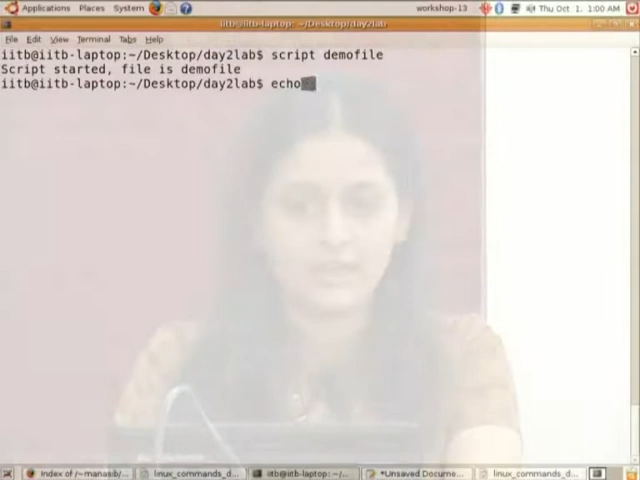 Applications Places System workshop-13 Thu Oct 1, 1:00 AM
iitb@iitb-laptop: ~/Desktop/day2lab
File Edit View Terminal Tabs Help
iitb@iitb-laptop:~/Desktop/day2lab$ script demofile
Script started, file is demofile
iitb@iitb-laptop:~/Desktop/day2lab$ echo
Index of /~manasib/... linux_commands_d... iitb@iitb-laptop: ~/... *Unsaved Docume... linux_commands_d...